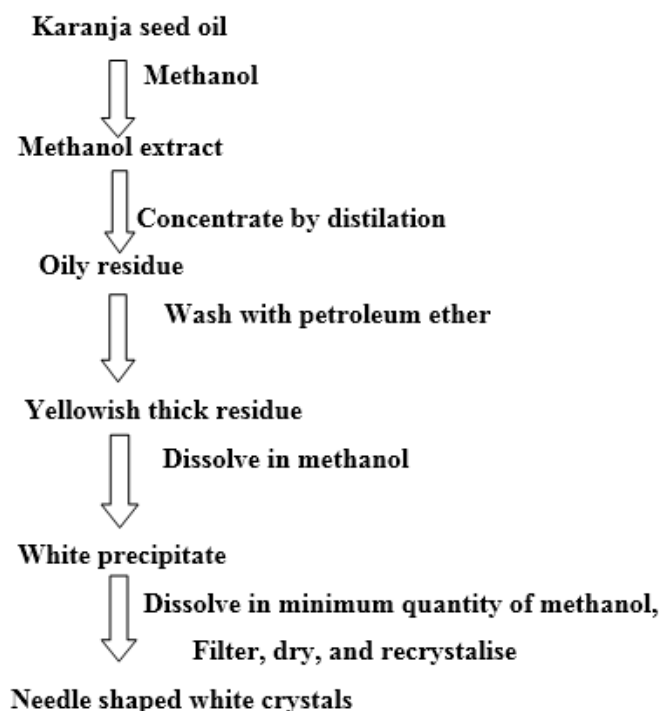 Karanja seed oil
Methanol
Methanol extract
Concentrate by distilation
Oily residue
Wash with petroleum ether
Yellowish thick residue
Dissolve in methanol
White precipitate
Dissolve in minimum quantity of methanol,
Filter, dry, and recrystalise
Needle shaped white crystals